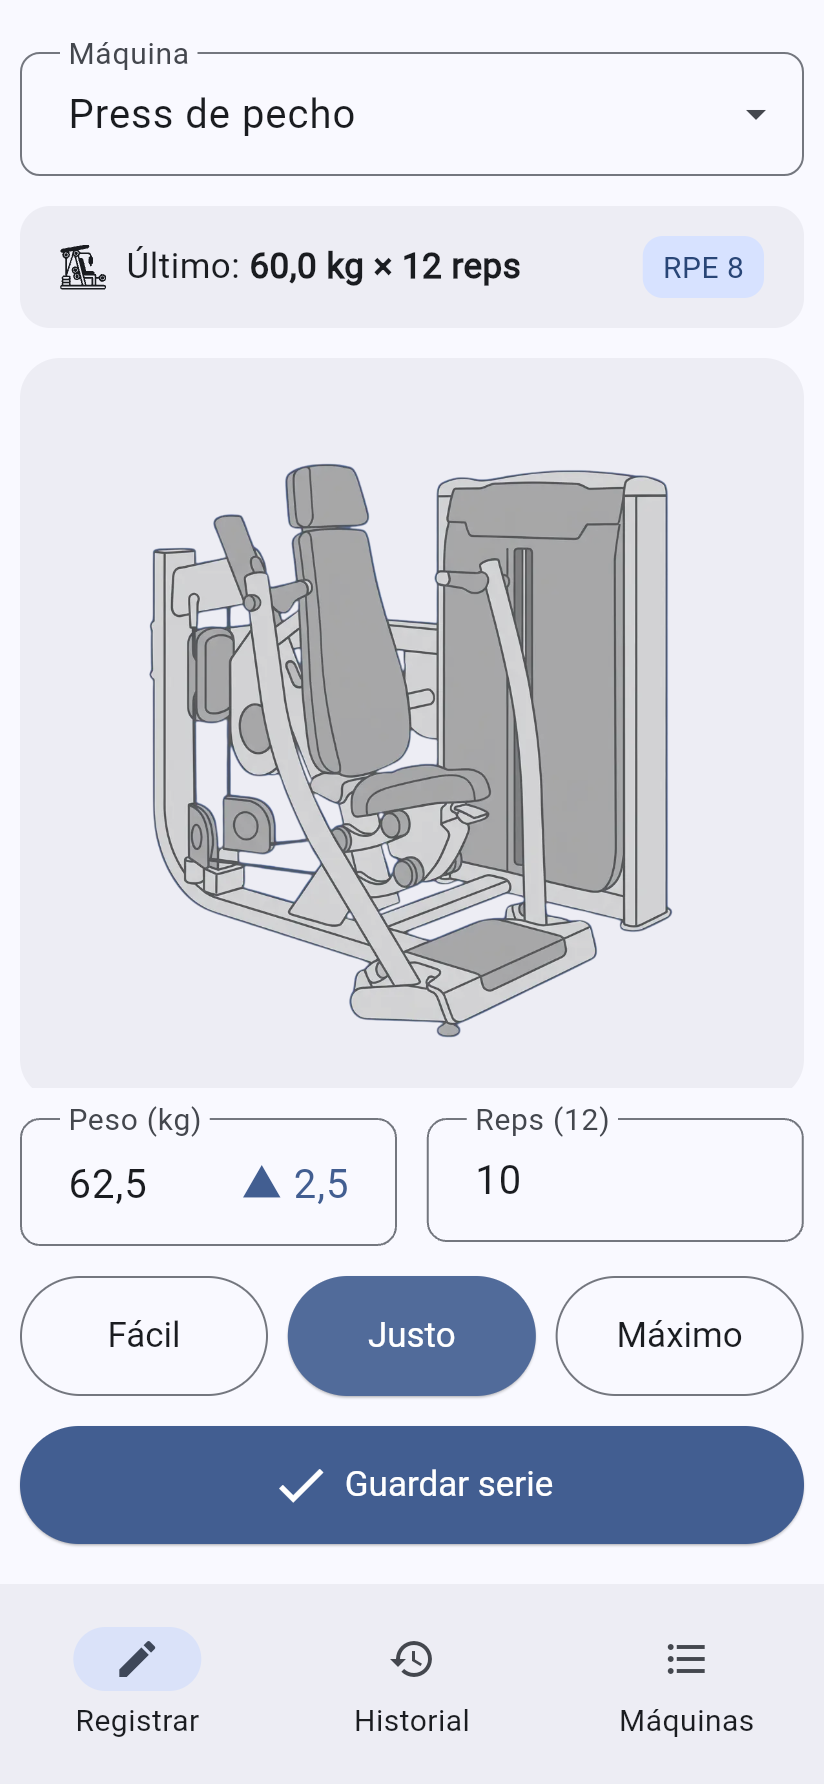 Máquina
Press de pecho
Último: 60,0 kg × 12 reps
RPE 8
Peso (kg)
Reps (12)
62,5
▲ 2,5
10
Fácil
Justo
Máximo
Guardar serie
Registrar
Historial
Máquinas